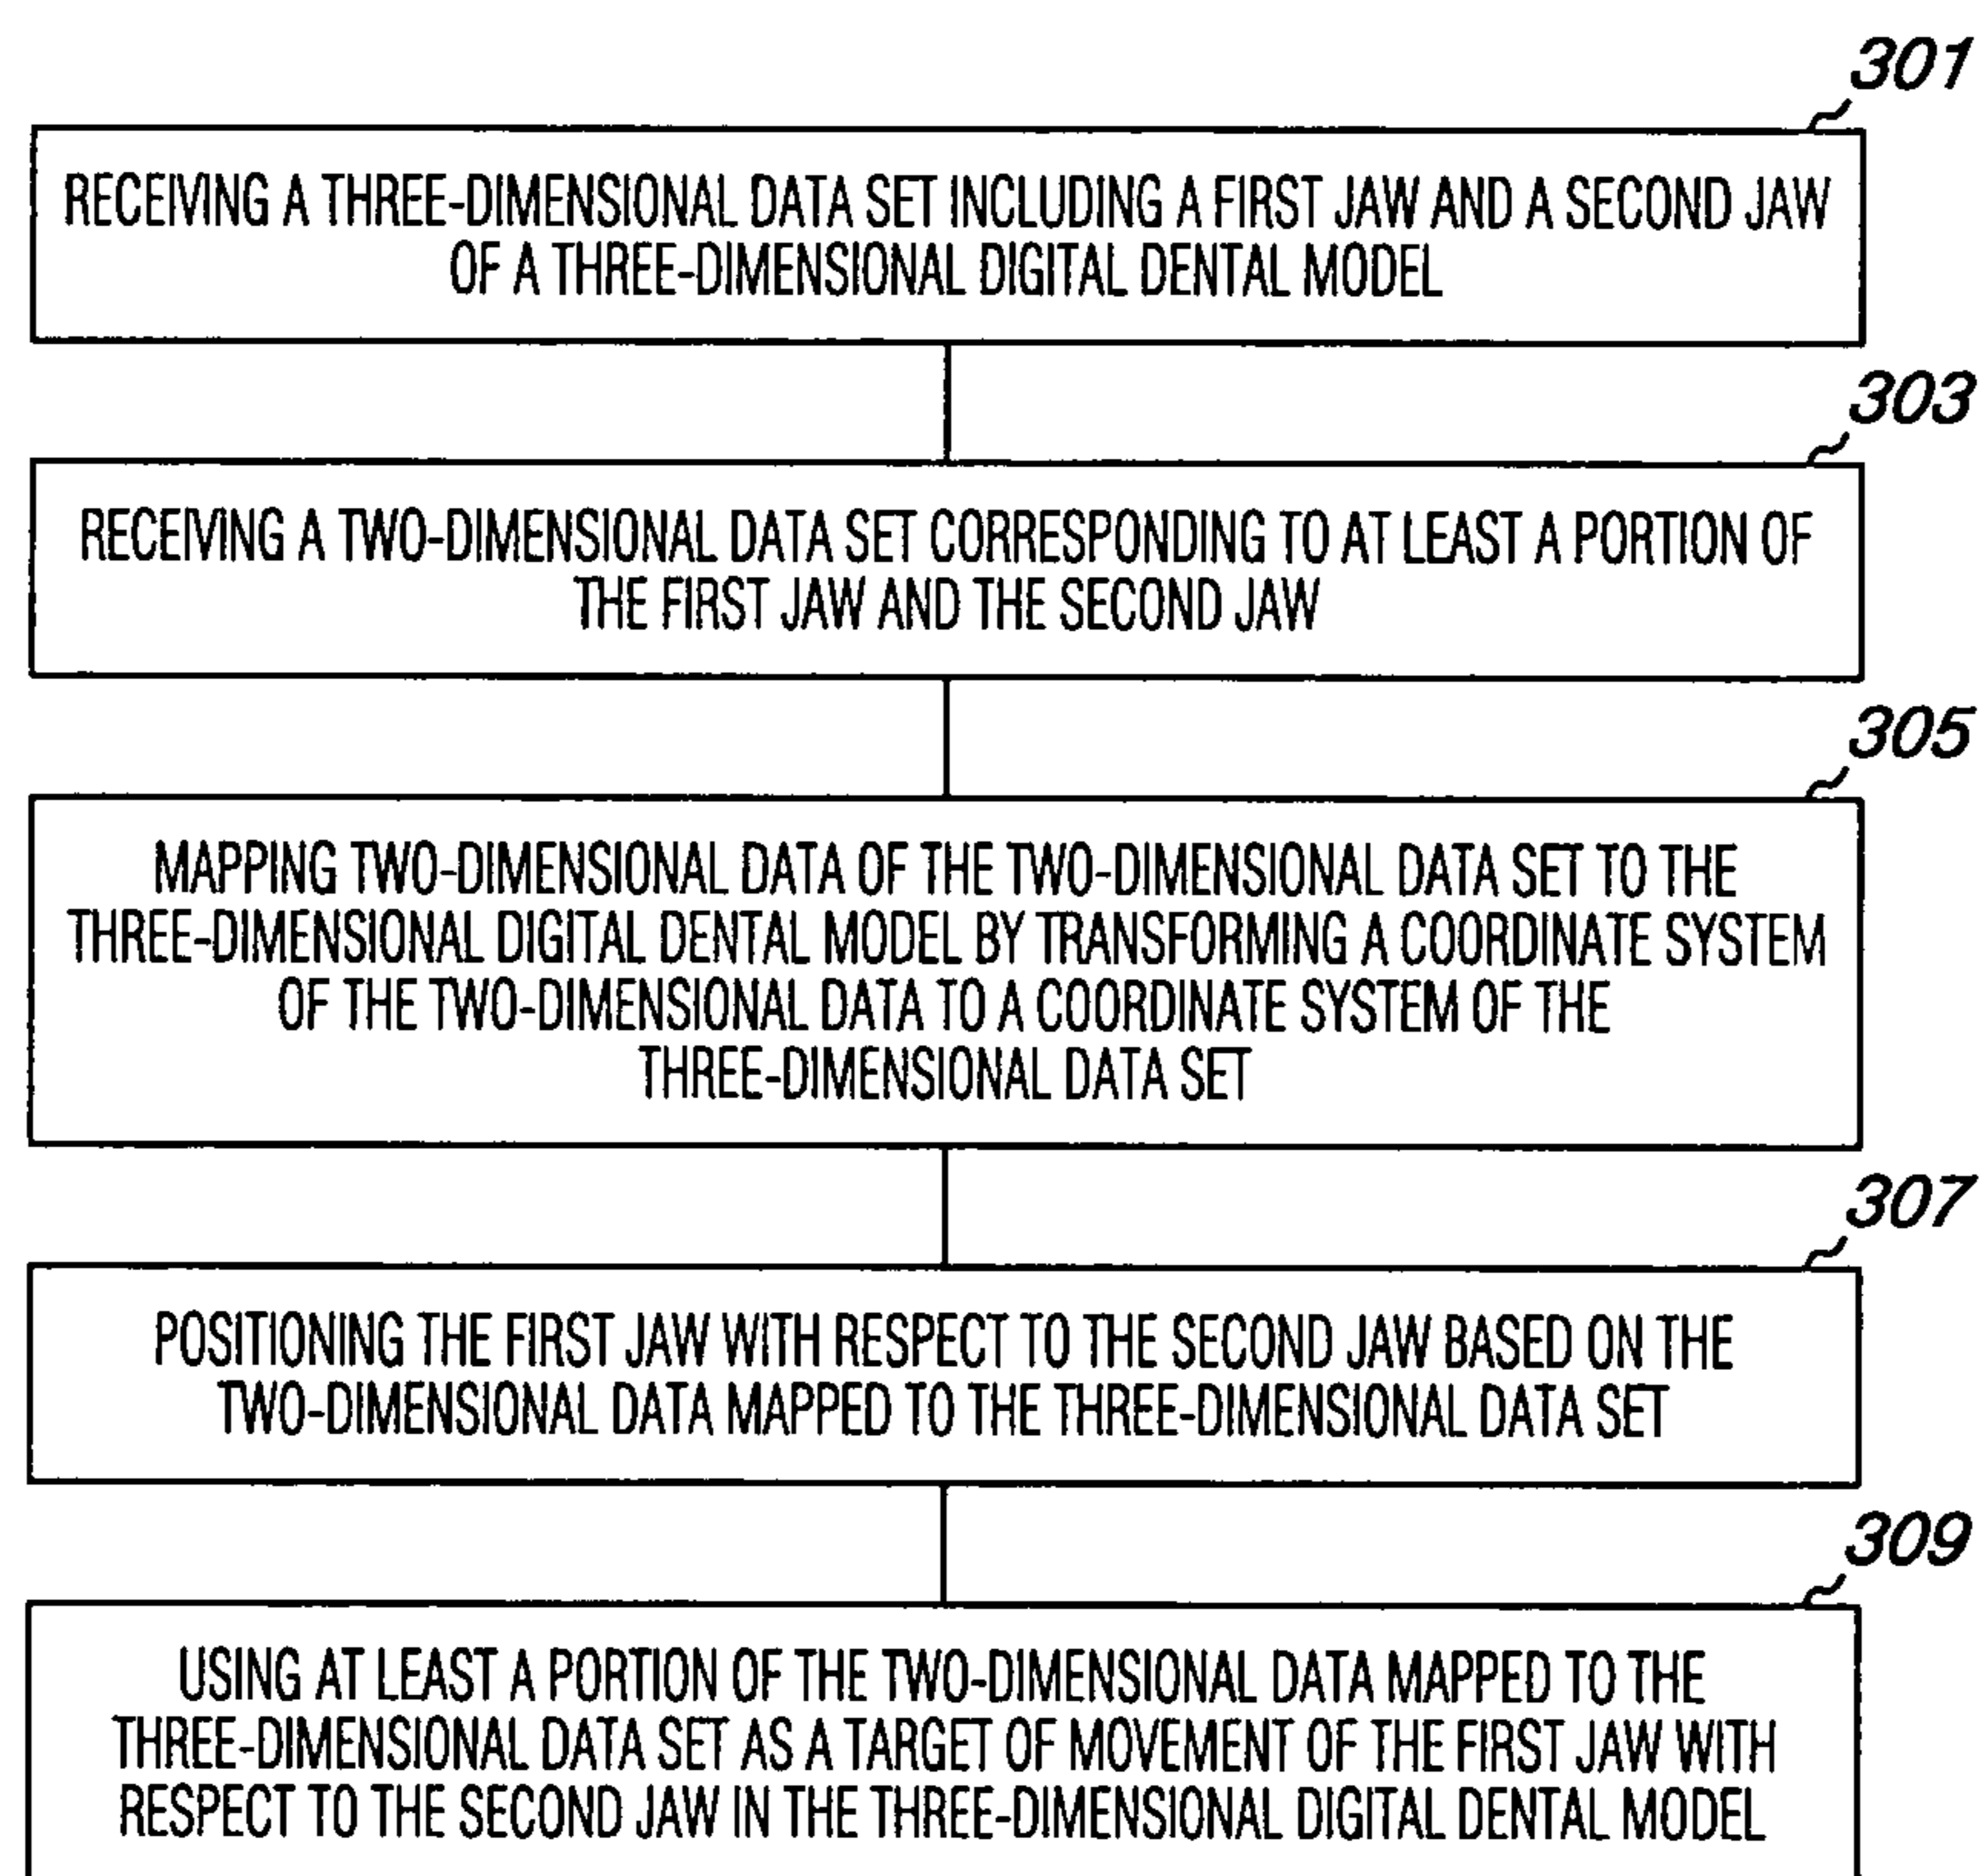 301
RECEIVING A THREE-DIMENSIONAL DATA SET INCLUDING A FIRST JAW AND A SECOND JAW
OF A THREE-DIMENSIONAL DIGITAL DENTAL MODEL
303
RECEIVING A TWO-DIMENSIONAL DATA SET CORRESPONDING TO AT LEAST A PORTION OF
THE FIRST JAW AND THE SECOND JAW
305
MAPPING TWO-DIMENSIONAL DATA OF THE TWO-DIMENSIONAL DATA SET TO THE
THREE-DIMENSIONAL DIGITAL DENTAL MODEL BY TRANSFORMING A COORDINATE SYSTEM
OF THE TWO-DIMENSIONAL DATA TO A COORDINATE SYSTEM OF THE
THREE-DIMENSIONAL DATA SET
307
POSITIONING THE FIRST JAW WITH RESPECT TO THE SECOND JAW BASED ON THE
TWO-DIMENSIONAL DATA MAPPED TO THE THREE-DIMENSIONAL DATA SET
309
USING AT LEAST A PORTION OF THE TWO-DIMENSIONAL DATA MAPPED TO THE
THREE-DIMENSIONAL DATA SET AS A TARGET OF MOVEMENT OF THE FIRST JAW WITH
RESPECT TO THE SECOND JAW IN THE THREE-DIMENSIONAL DIGITAL DENTAL MODEL